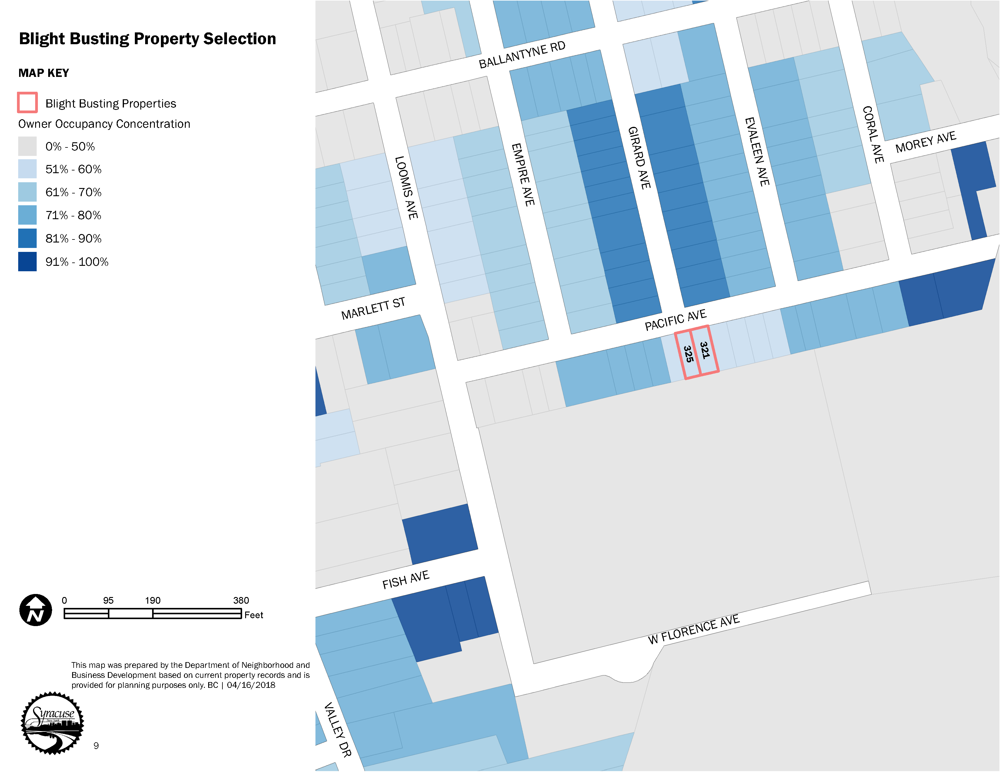 Blight Busting Property Selection
MAP KEY
Blight Busting Properties
Owner Occupancy Concentration
0% - 50%
51% - 60%
61% - 70%
71% - 80%
81% - 90%
91% - 100%
BALLANTYNE RD
LOOMIS AVE
EMPIRE AVE
GIRARD AVE
EVALEEN AVE
CORAL AVE
MOREY AVE
MARLETT ST
PACIFIC AVE
325
321
FISH AVE
W FLORENCE AVE
VALLEY DR
N
0 95 190 380
Feet
This map was prepared by the Department of Neighborhood and
Business Development based on current property records and is
provided for planning purposes only. BC | 04/16/2018
Syracuse
New York
9